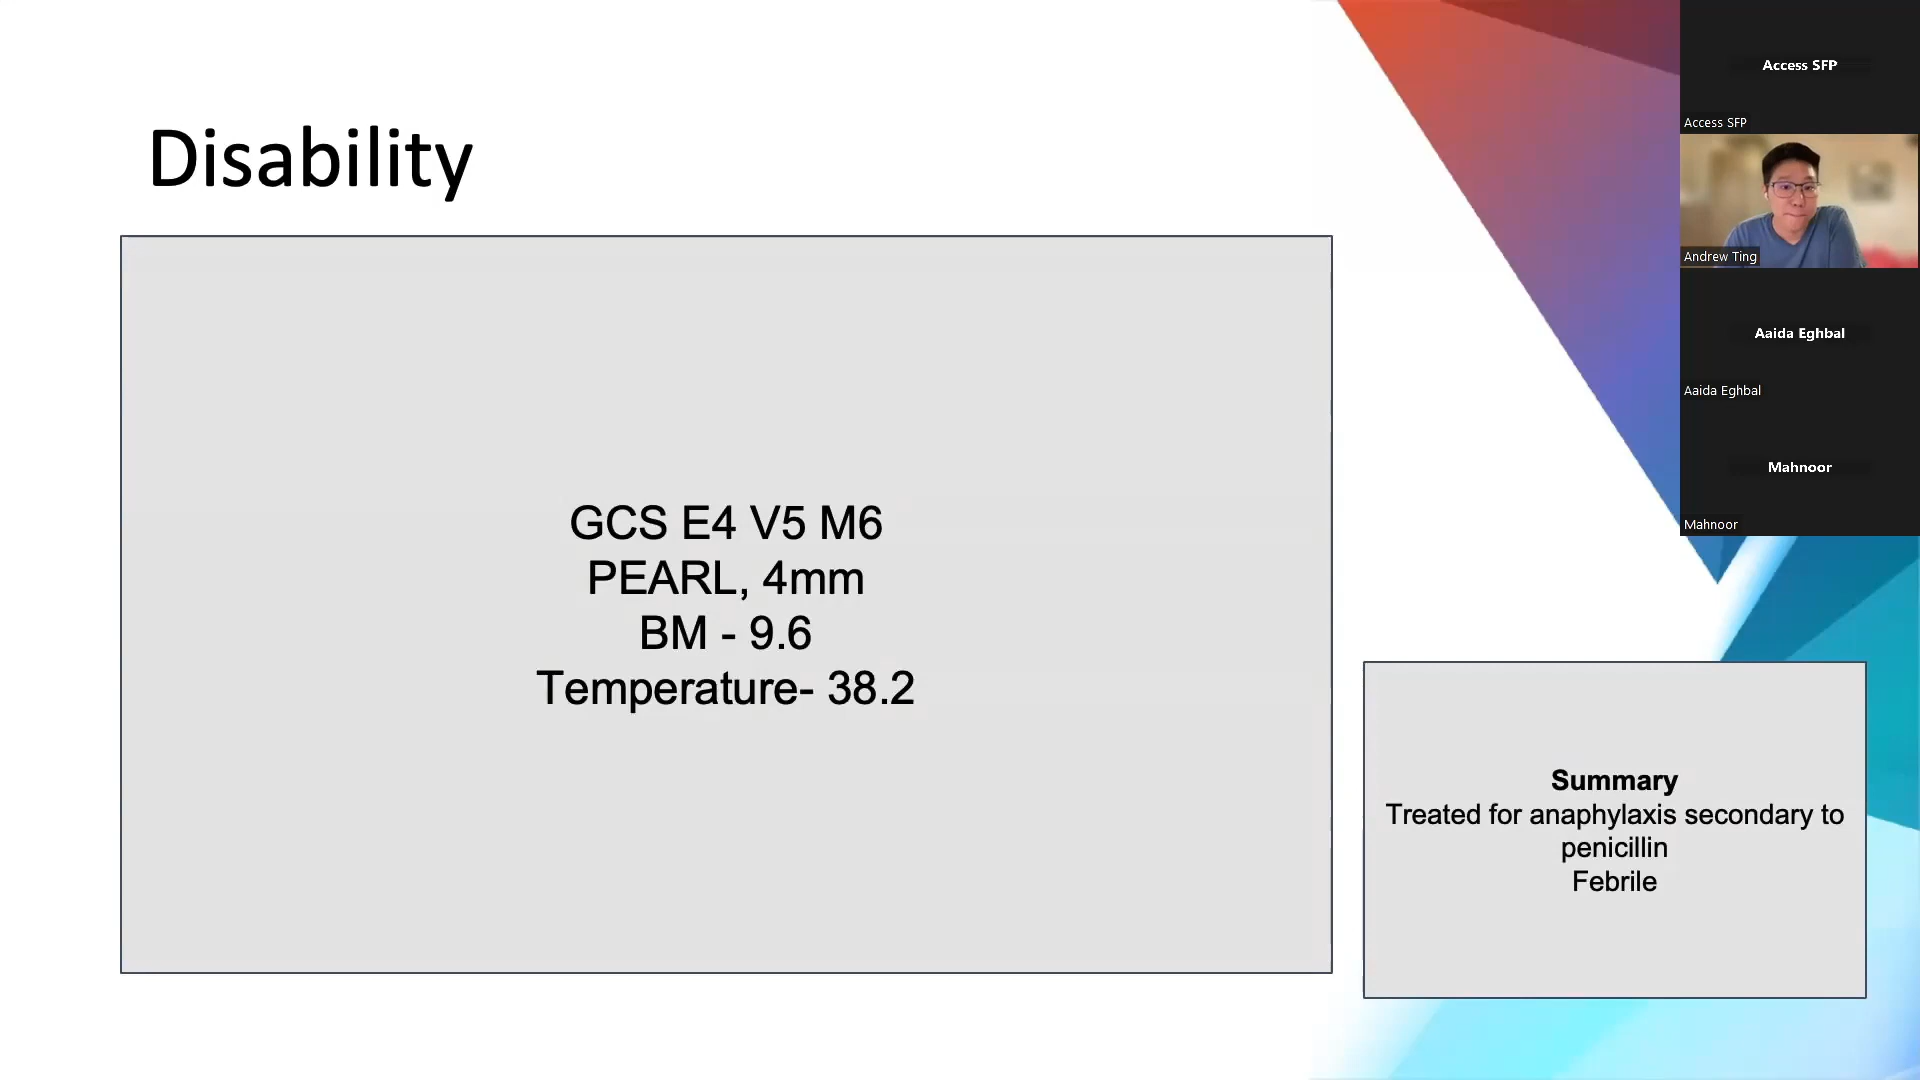 Disability
GCS E4 V5 M6
PEARL, 4mm
BM - 9.6
Temperature- 38.2
Summary
Treated for anaphylaxis secondary to
penicillin
Febrile
Access SFP
Access SFP
Andrew Ting
Aaida Eghbal
Aaida Eghbal
Mahnoor
Mahnoor